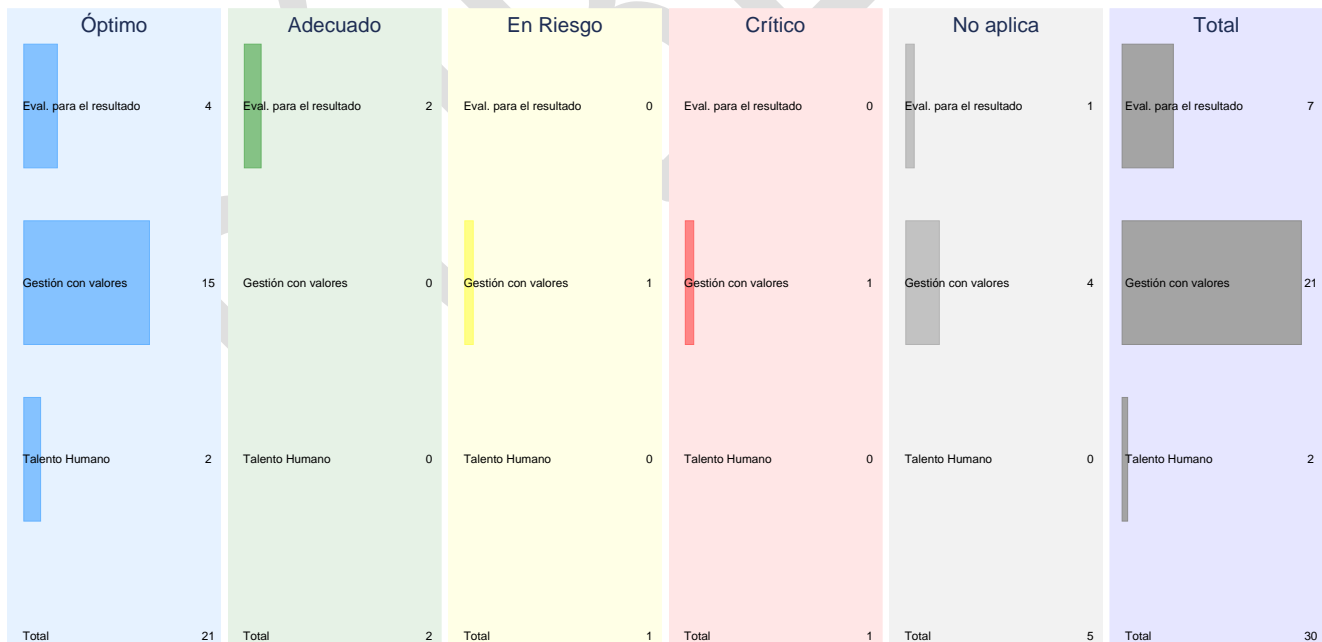 Óptimo Adecuado En Riesgo Crítico No aplica Total
Eval. para el resultado 4 Eval. para el resultado 2 Eval. para el resultado 0 Eval. para el resultado 0 Eval. para el resultado 1 Eval. para el resultado 7
Gestión con valores 15 Gestión con valores 0 Gestión con valores 1 Gestión con valores 1 Gestión con valores 4 Gestión con valores 21
Talento Humano 2 Talento Humano 0 Talento Humano 0 Talento Humano 0 Talento Humano 0 Talento Humano 2
Total 21 Total 2 Total 1 Total 1 Total 5 Total 30